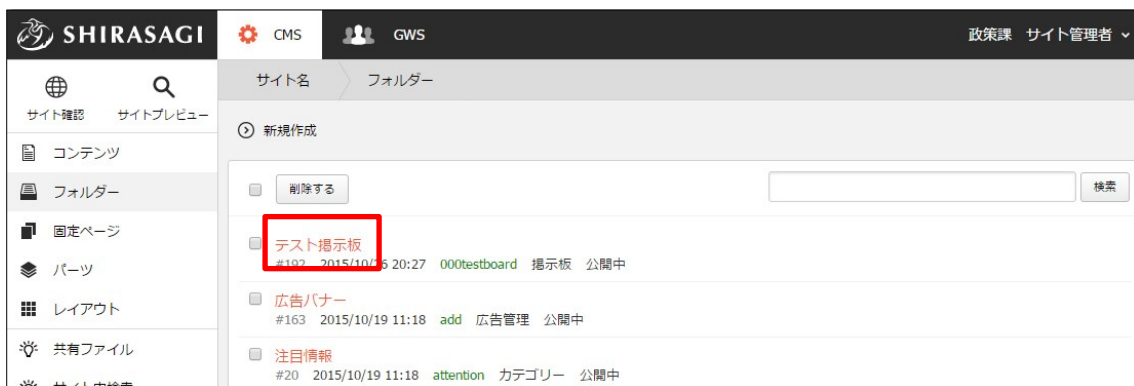 SHIRASAGI CMS GWS 政策課 サイト管理者
サイト確認 サイトプレビュー
サイト名 フォルダー
新規作成
コンテンツ
フォルダー
固定ページ
パーツ
レイアウト
共有ファイル
サイト内検索
削除する 検索
テスト掲示板
#192 2015/10/26 20:27 000testboard 掲示板 公開中
広告バナー
#163 2015/10/19 11:18 add 広告管理 公開中
注目情報
#20 2015/10/19 11:18 attention カテゴリー 公開中